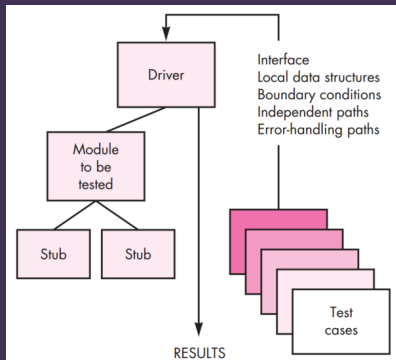 Driver
Interface
Local data structures
Boundary conditions
Independent paths
Error-handling paths
Module
to be
tested
Stub
Stub
Test
cases
RESULTS